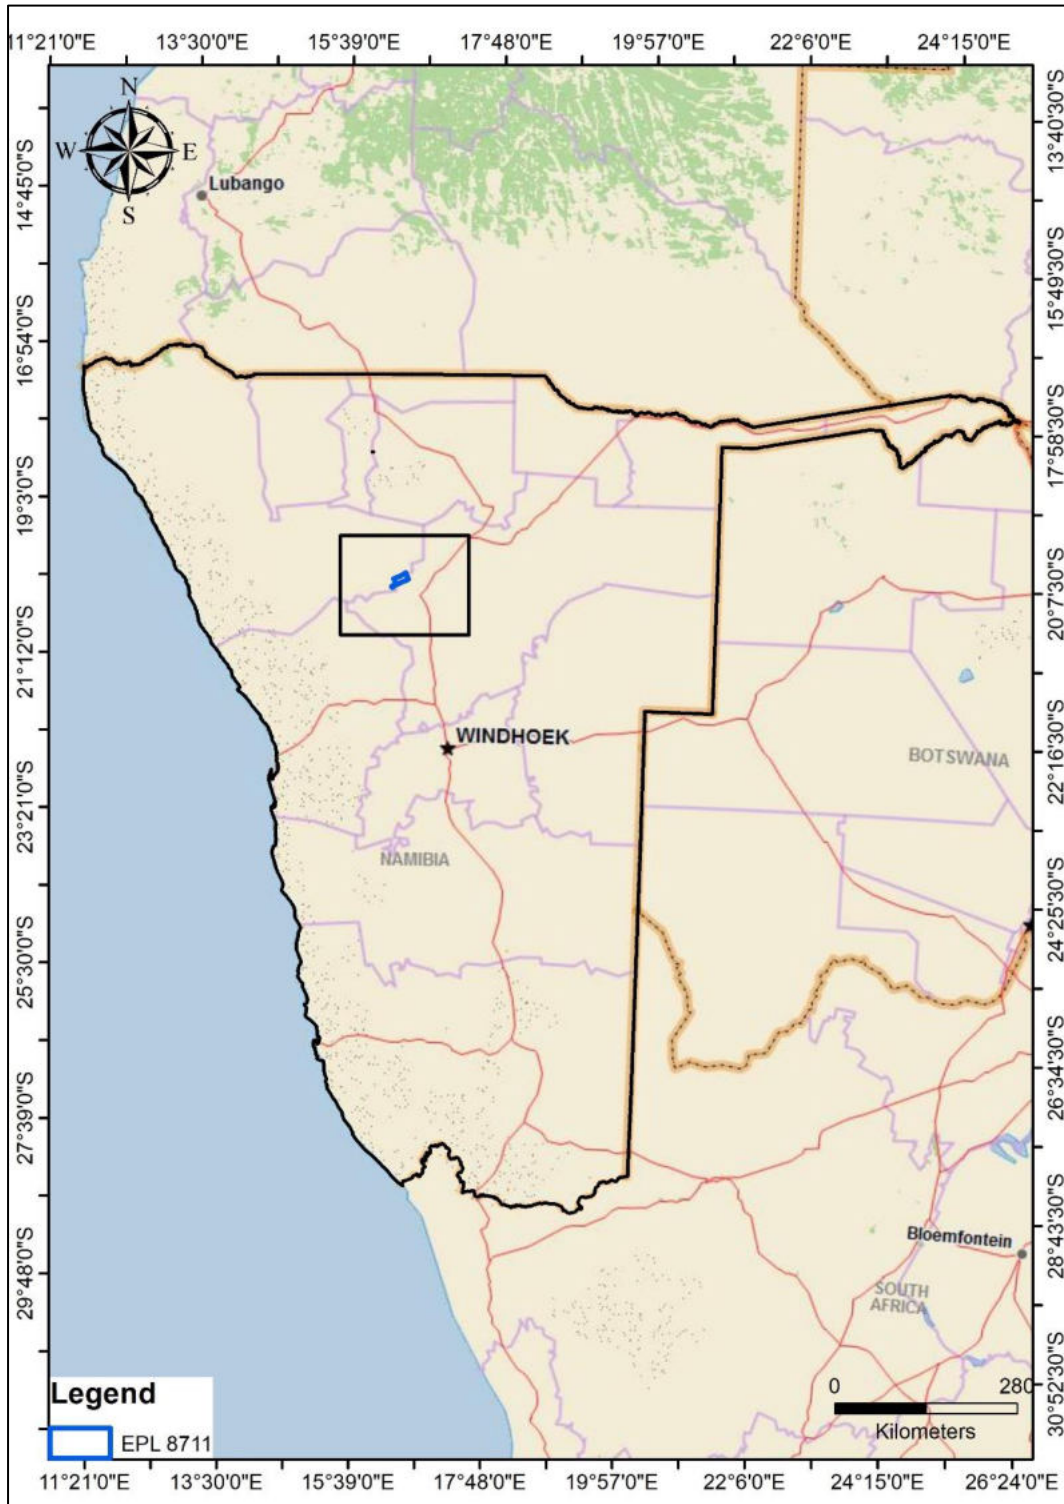 11°21'0"E 13°30'0"E 15°39'0"E 17°48'0"E 19°57'0"E 22°6'0"E 24°15'0"E
N
W E
S
Lubango
14°45'0"S
16°54'0"S
19°3'0"S
21°12'0"S
23°21'0"S
25°30'0"S
27°39'0"S
29°48'0"S
13°40'30"S
15°49'30"S
17°58'30"S
20°7'30"S
22°16'30"S
24°25'30"S
26°34'30"S
28°43'30"S
30°52'30"S
WINDHOEK
BOTSWANA
NAMIBIA
Bloemfontein
SOUTH
AFRICA
0 280
Kilometers
Legend
EPL 8711
11°21'0"E 13°30'0"E 15°39'0"E 17°48'0"E 19°57'0"E 22°6'0"E 24°15'0"E 26°24'0"E